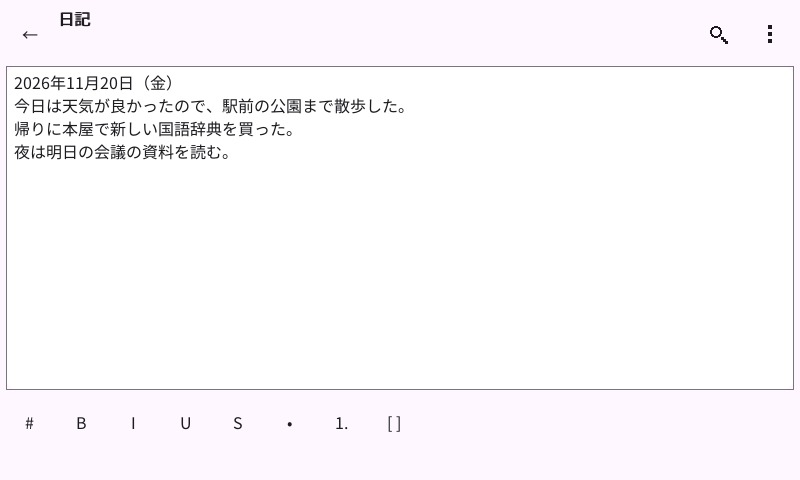 日記
2026年11月20日（金）
今日は天気が良かったので、駅前の公園まで散歩した。
帰りに本屋で新しい国語辞典を買った。
夜は明日の会議の資料を読む。
# B I U S • 1. [ ]